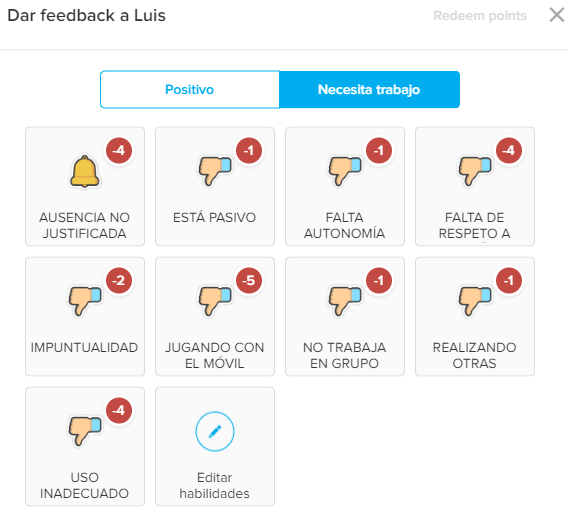 Dar feedback a Luis
Redeem points
Positivo
Necesita trabajo
-4
AUSENCIA NO
JUSTIFICADA
-1
ESTÁ PASIVO
-1
FALTA
AUTONOMÍA
-4
FALTA DE
RESPETO A
-2
IMPUNTUALIDAD
-5
JUGANDO CON
EL MÓVIL
-1
NO TRABAJA
EN GRUPO
-1
REALIZANDO
OTRAS
-4
USO
INADECUADO
Editar
habilidades